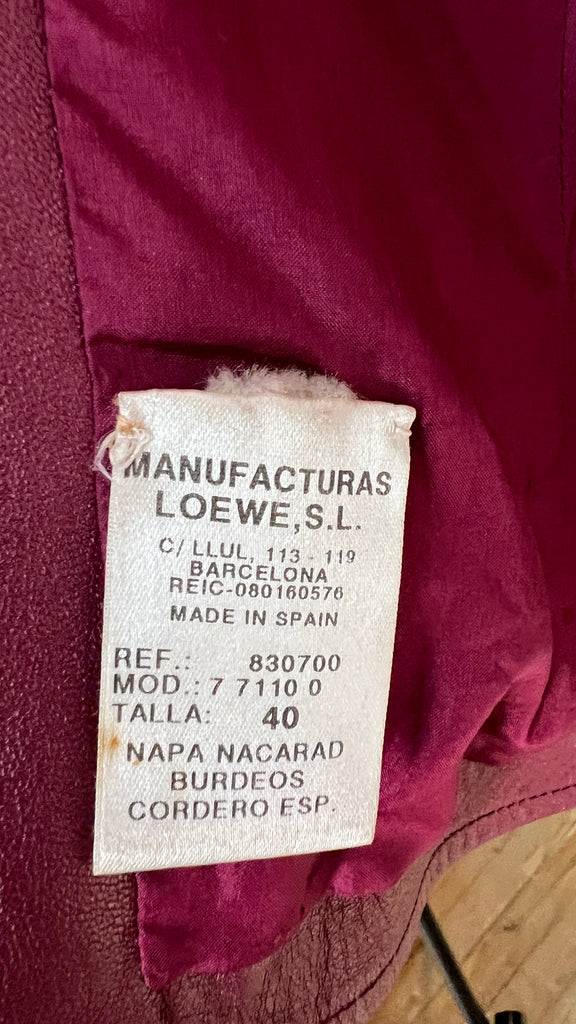 MANUFACTURAS
LOEWE, S.L.
C/ LLUL, 113 - 119
BARCELONA
REIC-080160576
MADE IN SPAIN
REF.: 830700
MOD.: 7 7110 0
TALLA: 40
NAPA NACARAD
BURDEOS
CORDERO ESP.